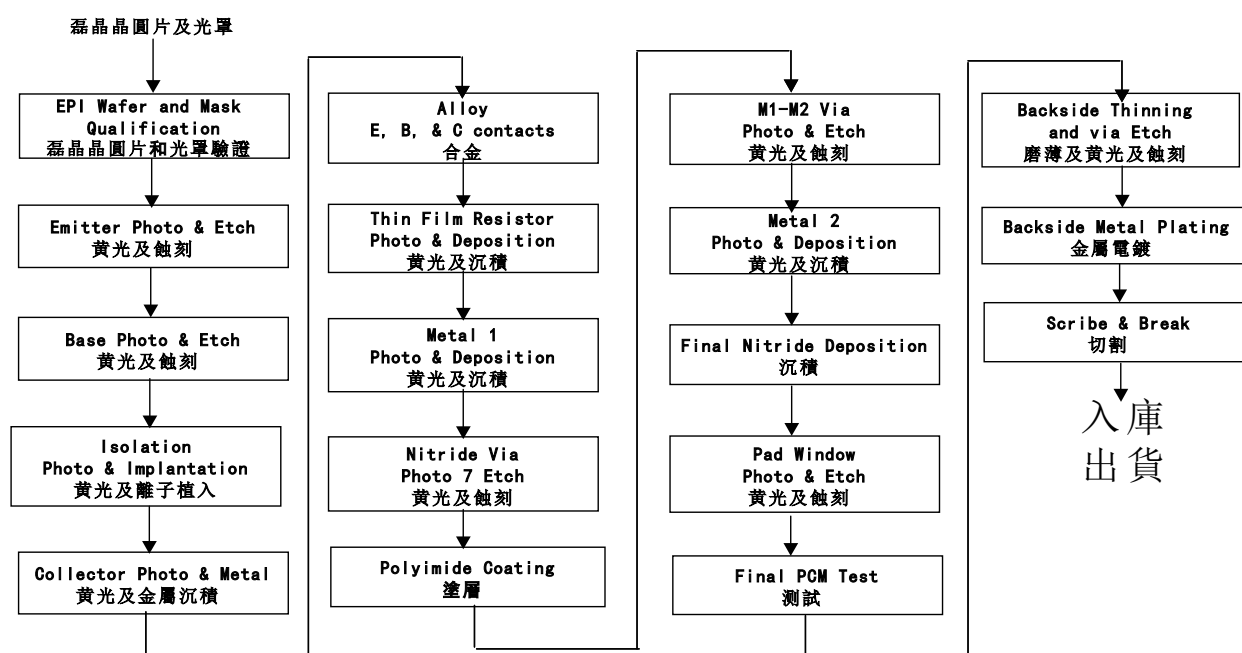 磊晶晶圓片及光罩
EPI Wafer and Mask
Qualification
磊晶晶圓片和光罩驗證
Emitter Photo & Etch
黄光及蝕刻
Base Photo & Etch
黄光及蝕刻
Isolation
Photo & Implantation
黄光及離子植入
Collector Photo & Metal
黄光及金屬沉積
Alloy
E, B, & C contacts
合金
Thin Film Resistor
Photo & Deposition
黄光及沉積
Metal 1
Photo & Deposition
黄光及沉積
Nitride Via
Photo 7 Etch
黄光及蝕刻
Polyimide Coating
塗層
M1-M2 Via
Photo & Etch
黄光及蝕刻
Metal 2
Photo & Deposition
黄光及沉積
Final Nitride Deposition
沉積
Pad Window
Photo & Etch
黄光及蝕刻
Final PCM Test
测試
Backside Thinning
and via Etch
磨薄及黄光及蝕刻
Backside Metal Plating
金屬電鍍
Scribe & Break
切割
入庫
出貨